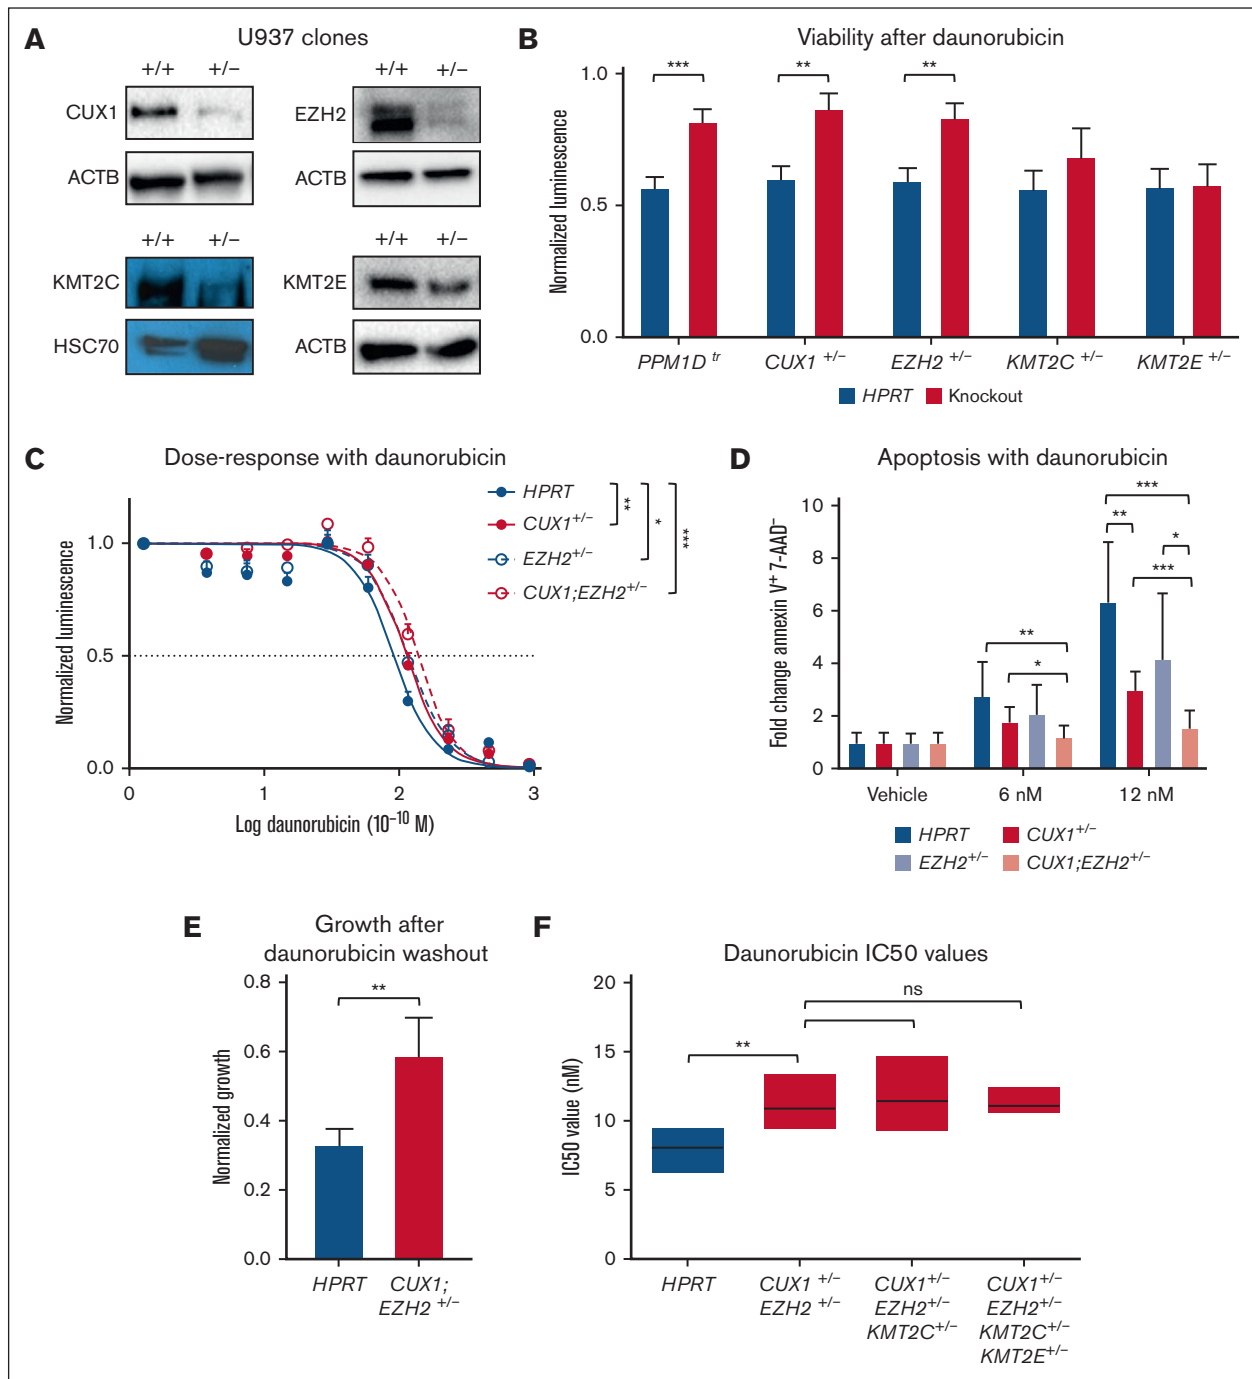 A
U937 clones
+/+ +/–
CUX1
ACTB
+/+ +/–
EZH2
ACTB
+/+ +/–
KMT2C
HSC70
+/+ +/–
KMT2E
ACTB
B
Viability after daunorubicin
Normalized luminescence
1.0
0.5
0.0
*** ** **
PPM1D tr CUX1 +/– EZH2 +/– KMT2C +/– KMT2E +/–
HPRT Knockout
C
Dose-response with daunorubicin
Normalized luminescence
1.0
0.5
0.0
0 1 2 3
Log daunorubicin (10–10 M)
HPRT
CUX1+/–
EZH2+/–
CUX1;EZH2+/–
** * ***
D
Apoptosis with daunorubicin
Fold change annexin V+ 7-AAD–
10
8
6
4
2
0
** *
*** ** * ***
Vehicle 6 nM 12 nM
HPRT CUX1+/–
EZH2+/– CUX1;EZH2+/–
E
Growth after
daunorubicin washout
Normalized growth
0.8
0.6
0.4
0.2
0.0
**
HPRT CUX1;
EZH2 +/–
F
Daunorubicin IC50 values
IC50 value (nM)
20
15
10
5
0
ns
**
HPRT
CUX1 +/–
EZH2 +/–
CUX1+/–
EZH2+/–
KMT2C+/–
CUX1+/–
EZH2+/–
KMT2C+/–
KMT2E+/–